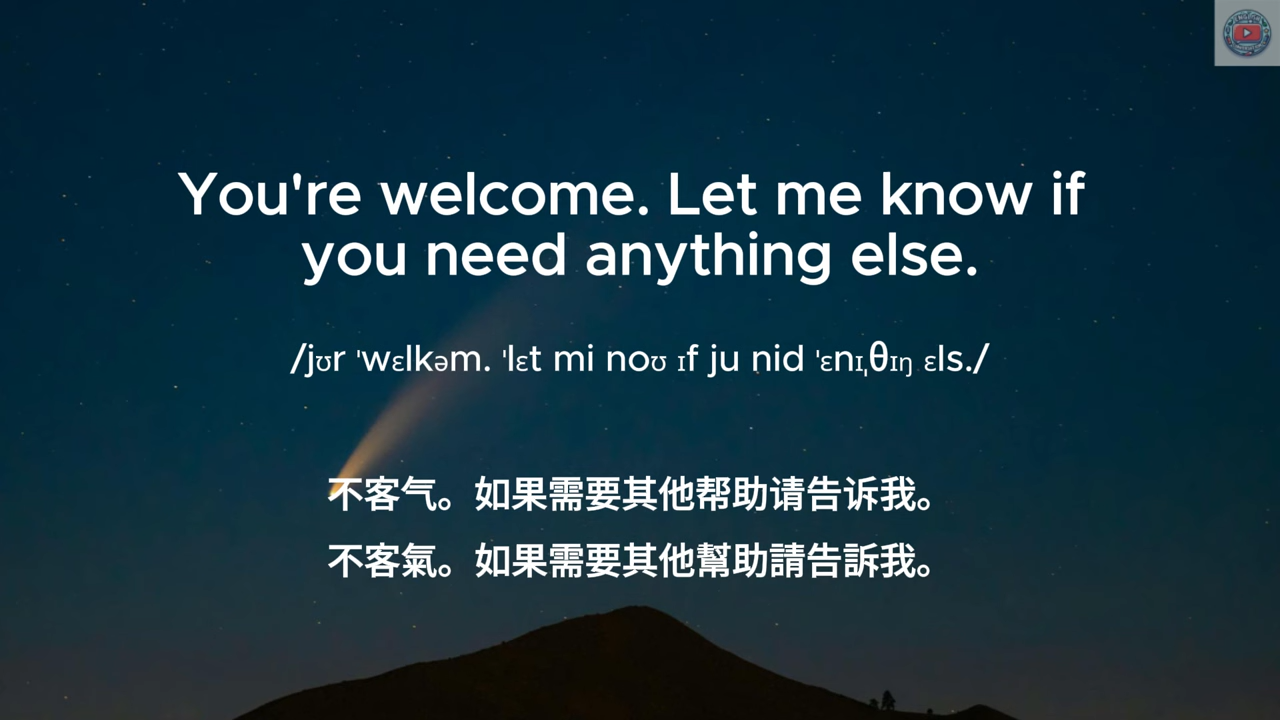 You're welcome. Let me know if
you need anything else.
/jʊr ˈwɛlkəm. ˈlɛt mi noʊ ɪf ju nid ˈɛnɪˌθɪŋ ɛls./
不客气。如果需要其他帮助请告诉我。
不客氣。如果需要其他幫助請告訴我。